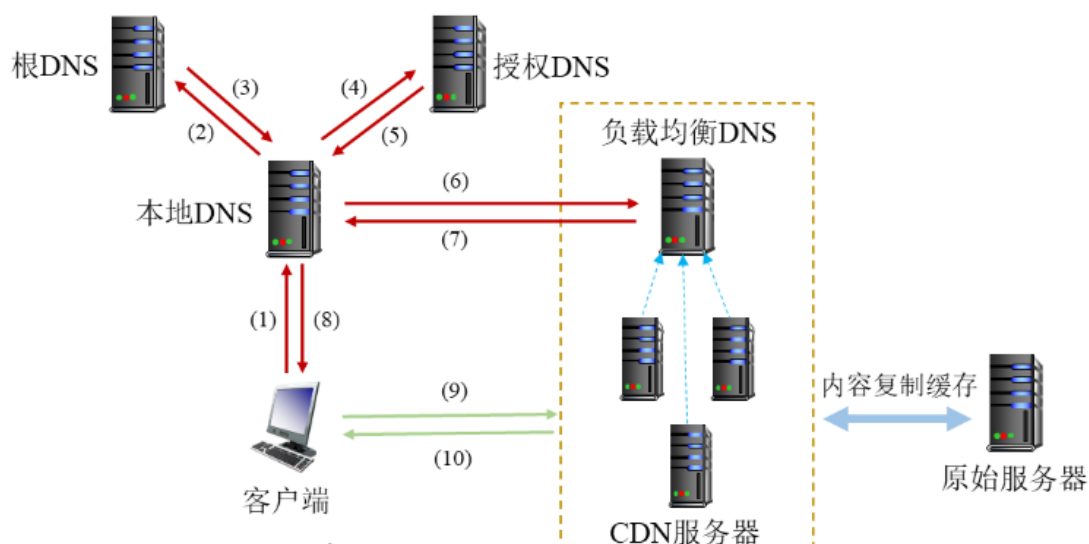 根DNS
(3)
(2)
(4)
(5)
授权DNS
负载均衡DNS
本地DNS
(6)
(7)
(1)
(8)
(9)
(10)
客户端
内容复制缓存
原始服务器
CDN服务器